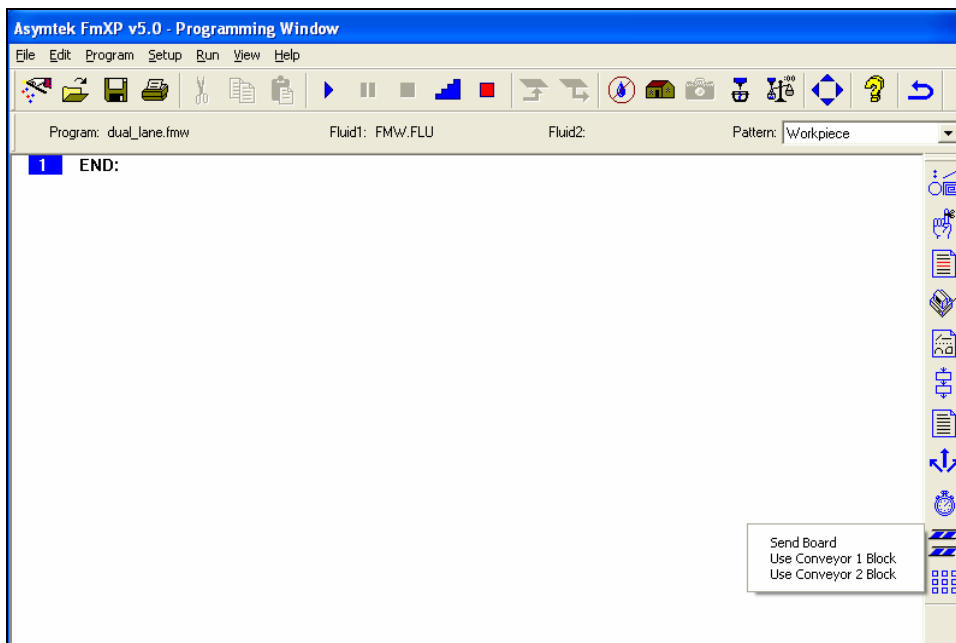 Asymtek FmXP v5.0 - Programming Window
File Edit Program Setup Run View Help
Program: dual_lane.fmw Fluid1: FMW.FLU Fluid2: Pattern: Workpiece
1 END:
Send Board
Use Conveyor 1 Block
Use Conveyor 2 Block